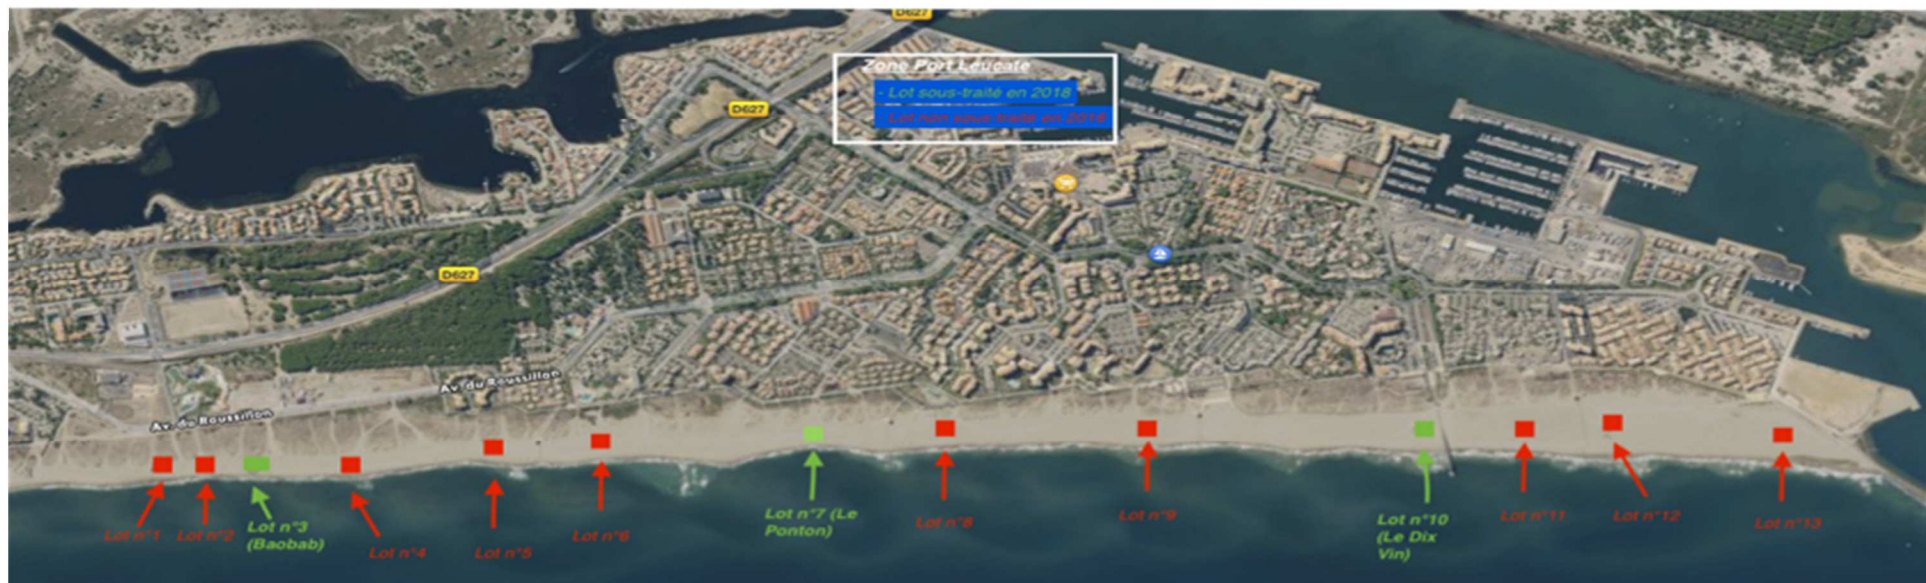 D627
Zone Port Leucate
- Lot sous-traité en 2018
- Lot non sous-traité en 2018
D627
D627
Av. du Roussillon
Av. du Roussillon
Lot n°1
Lot n°2
Lot n°3
(Baobab)
Lot n°4
Lot n°5
Lot n°6
Lot n°7 (Le
Ponton)
Lot n°8
Lot n°9
Lot n°10
(Le Dix
Vin)
Lot n°11
Lot n°12
Lot n°13